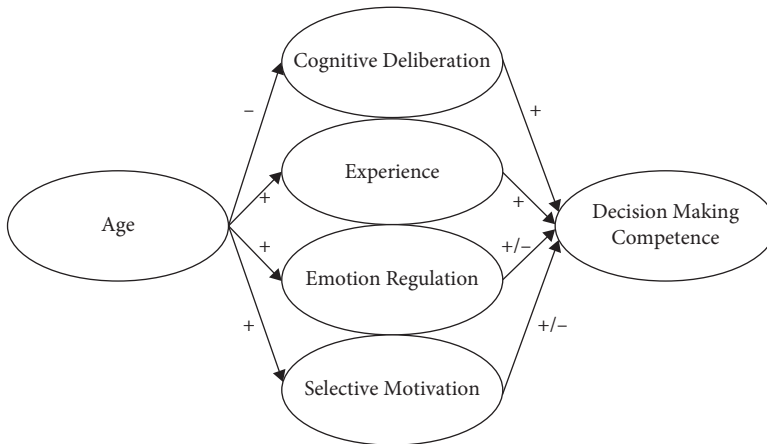 Cognitive Deliberation
–
+
Experience
+
+
Age
Decision Making
Competence
+
+/–
Emotion Regulation
+
+/–
Selective Motivation